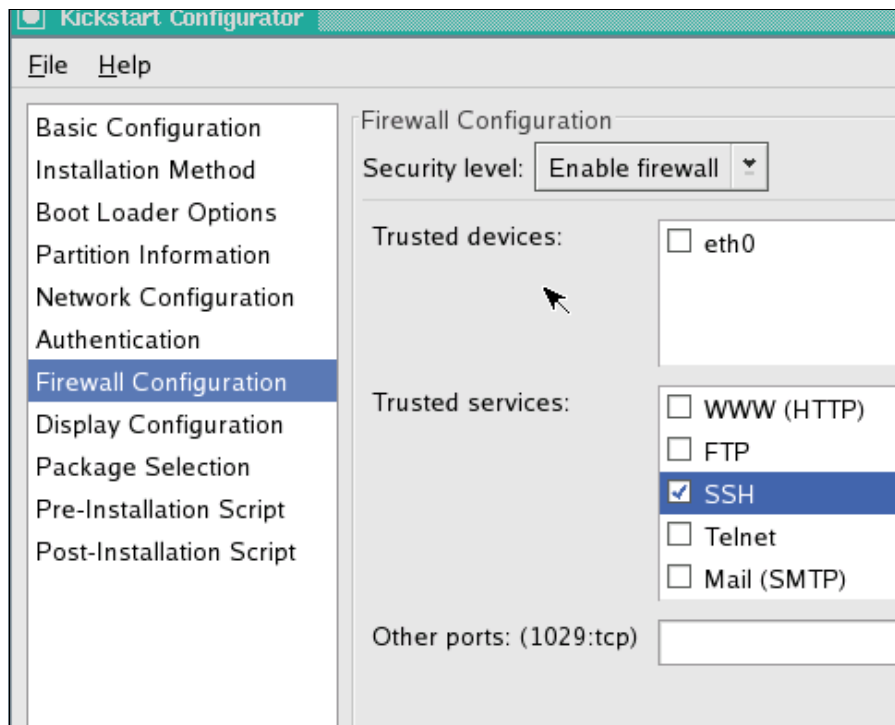 Kickstart Configurator
File Help
Basic Configuration
Installation Method
Boot Loader Options
Partition Information
Network Configuration
Authentication
Firewall Configuration
Display Configuration
Package Selection
Pre-Installation Script
Post-Installation Script
Firewall Configuration
Security level: Enable firewall
Trusted devices:
eth0
Trusted services:
WWW (HTTP)
FTP
SSH
Telnet
Mail (SMTP)
Other ports: (1029:tcp)